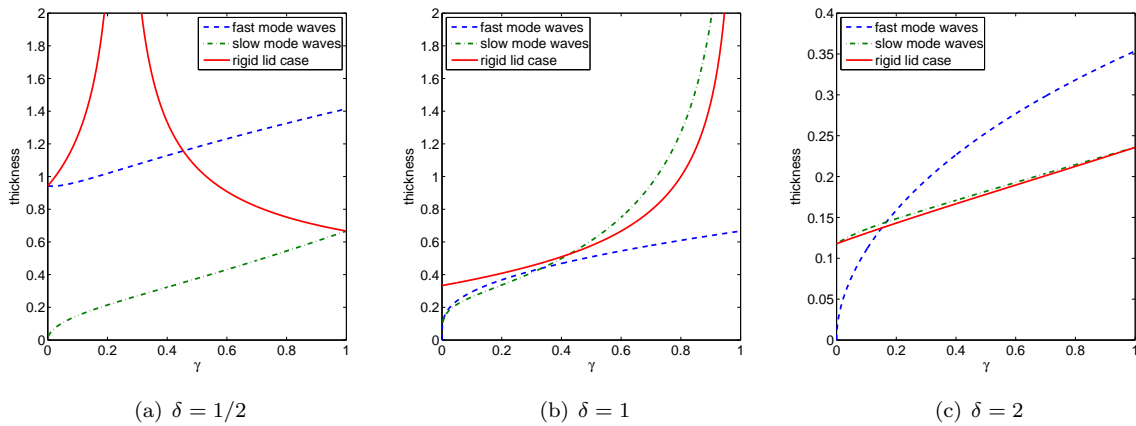 2
1.8
1.6
1.4
1.2
1
0.8
0.6
0.4
0.2
0
thickness
fast mode waves
slow mode waves
rigid lid case
0 0.2 0.4 0.6 0.8 1
γ
(a) δ = 1/2
2
1.8
1.6
1.4
1.2
1
0.8
0.6
0.4
0.2
0
thickness
fast mode waves
slow mode waves
rigid lid case
0 0.2 0.4 0.6 0.8 1
γ
(b) δ = 1
0.4
0.35
0.3
0.25
0.2
0.15
0.1
0.05
0
thickness
fast mode waves
slow mode waves
rigid lid case
0 0.2 0.4 0.6 0.8 1
γ
(c) δ = 2